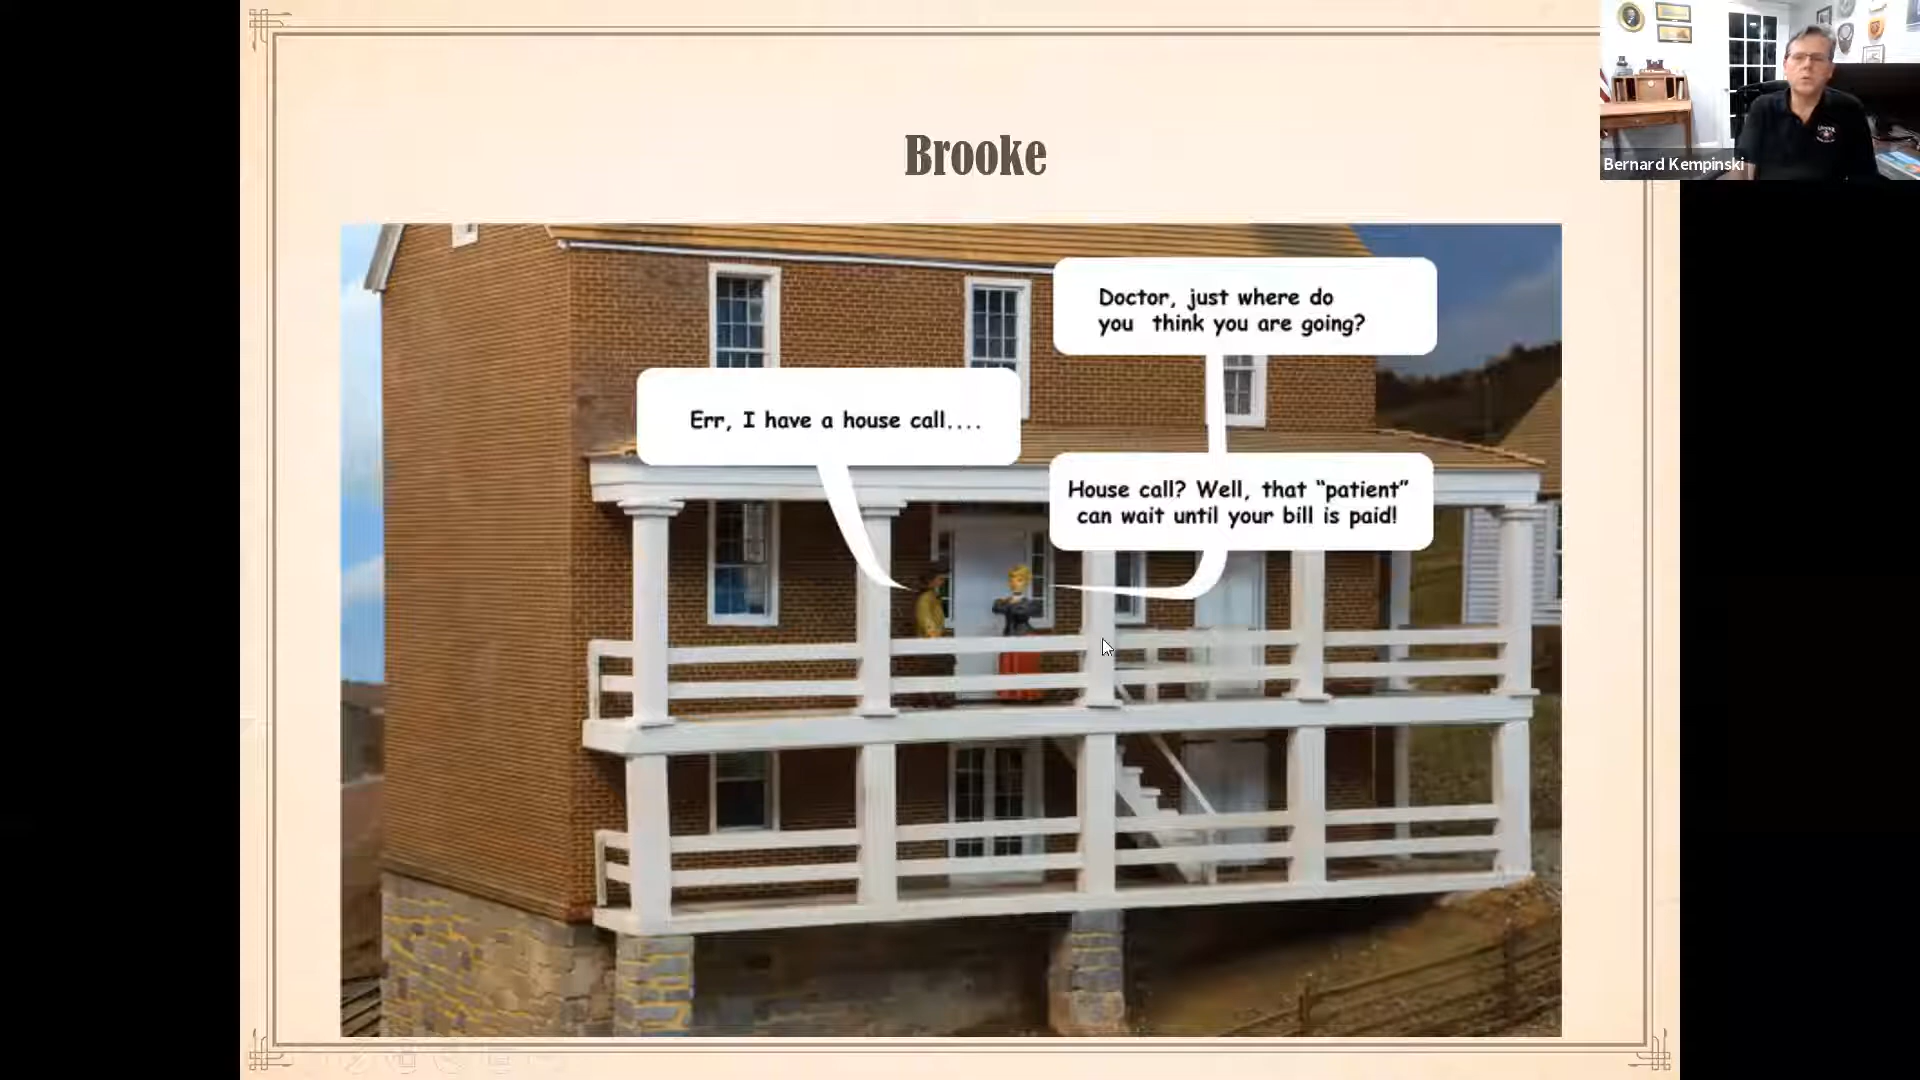 Brooke
Doctor, just where do
you think you are going?
Err, I have a house call....
House call? Well, that “patient”
can wait until your bill is paid!
Bernard Kempinski